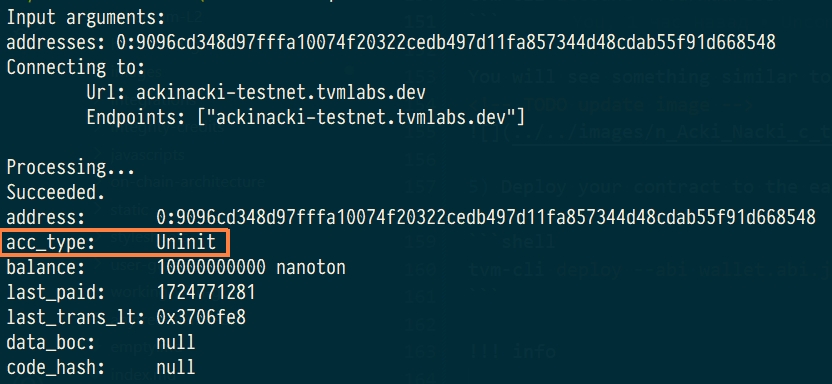 Input arguments:
addresses: 0:9096cd348d97fffa10074f20322cedb497d11fa857344d48cdab55f91d668548
Connecting to:
Url: ackinacki-testnet.tvmlabs.dev
Endpoints: ["ackinacki-testnet.tvmlabs.dev"]
Processing...
Succeeded.
address: 0:9096cd348d97fffa10074f20322cedb497d11fa857344d48cdab55f91d668548
acc_type: Uninit
balance: 10000000000 nanoton
last_paid: 1724771281
last_trans_lt: 0x3706fe8
data_boc: null
code_hash: null